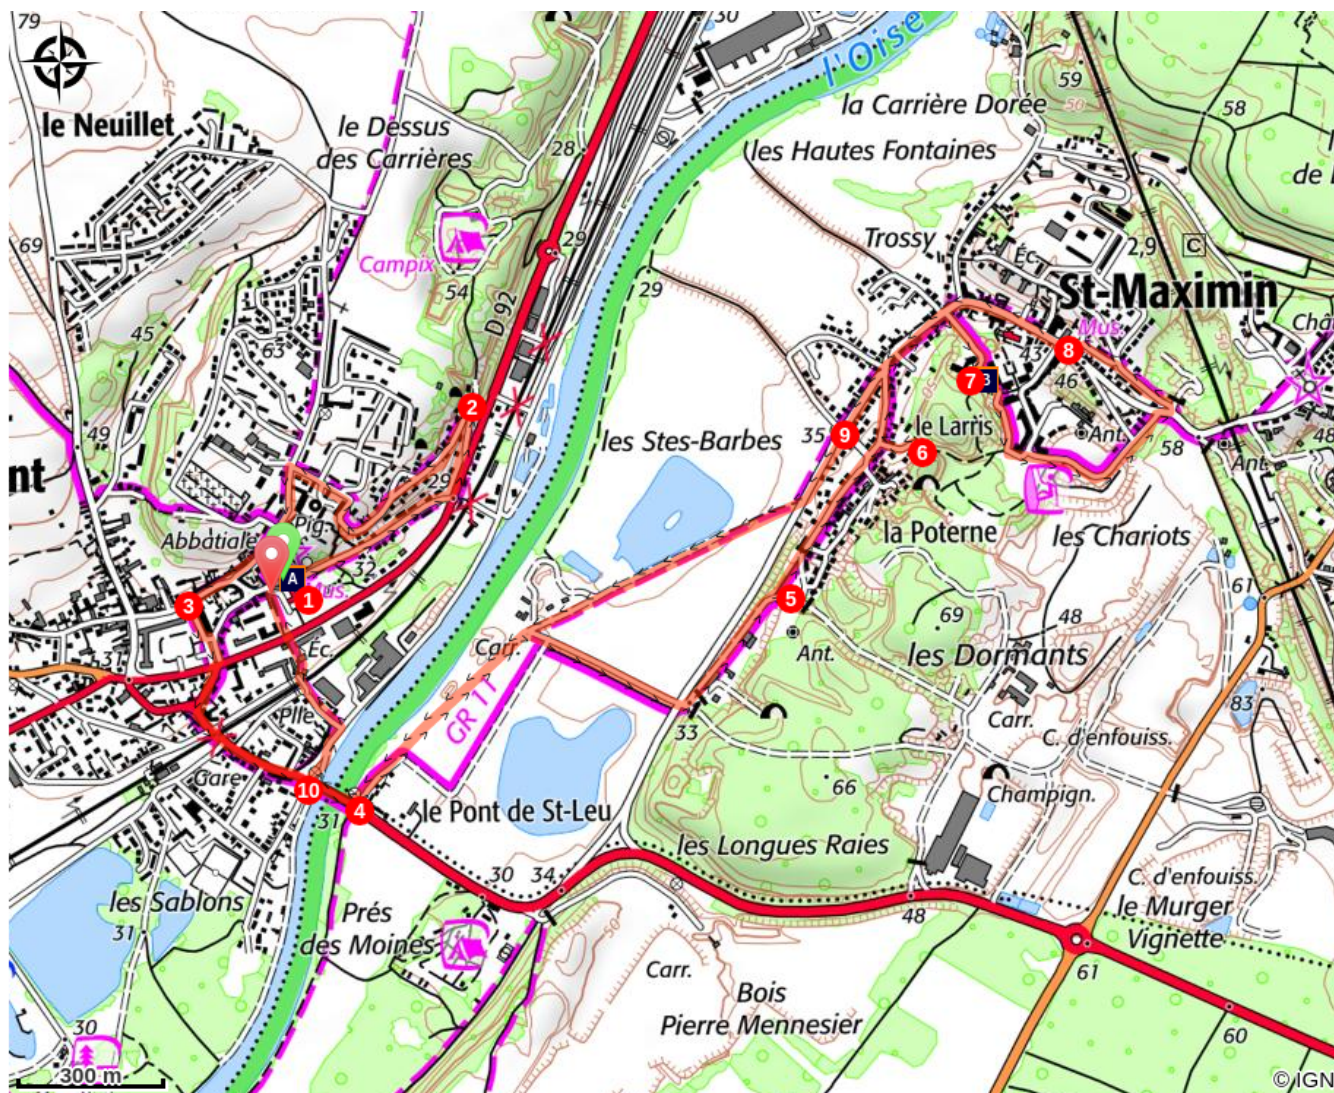 79
30
l'Oise
59
50
58
la Carrière Dorée
le Neuillet
75
le Dessus
des Carrières
28
les Hautes Fontaines
de
69
29
Trossy
Éc.
2,9
C
Campix
54
D 92
29
St-Maximin
Mus.
Châ
45
63
43
8
50
7
B
46
49
2
35
9
le Larris
6
Ant.
58
48
Ant.
nt
29
les Stes-Barbes
Abbatiale
Pig.
la Poterne
les Chariots
A
32
Mus.
1
3
5
61
69
48
31
Éc.
Carr.
Ant.
les Dormants
GR 11
33
Carr.
C. d'enfouiss.
83
Plle
Gare
10
31
4
le Pont de St-Leu
66
Champign.
les Longues Raies
les Sablons
31
30
34
48
C. d'enfouiss.
le Murger
Vignette
Prés
des Moines
50
61
Carr.
Bois
Pierre Mennesier
30
60
300 m
© IGN